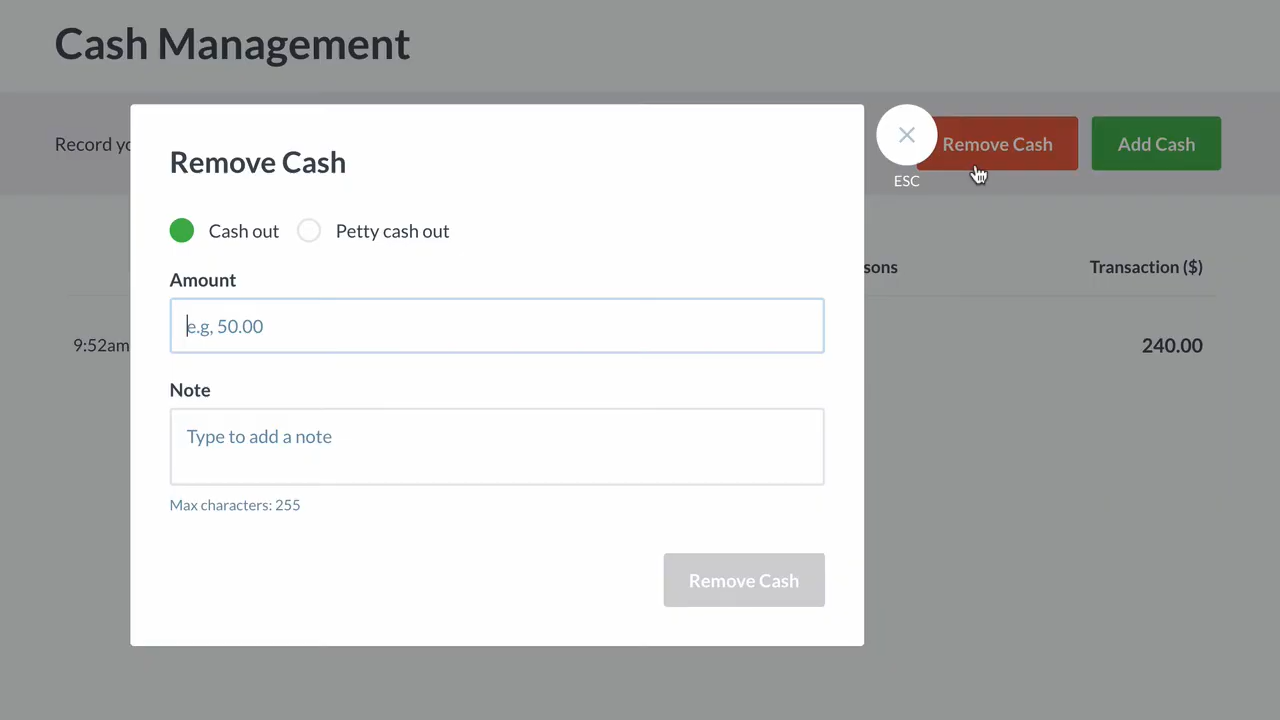 Cash Management
Record yo
Remove Cash
Add Cash
ESC
Remove Cash
Cash out
Petty cash out
Amount
e.g, 50.00
Note
Type to add a note
Max characters: 255
Remove Cash
sons
Transaction ($)
9:52am
240.00